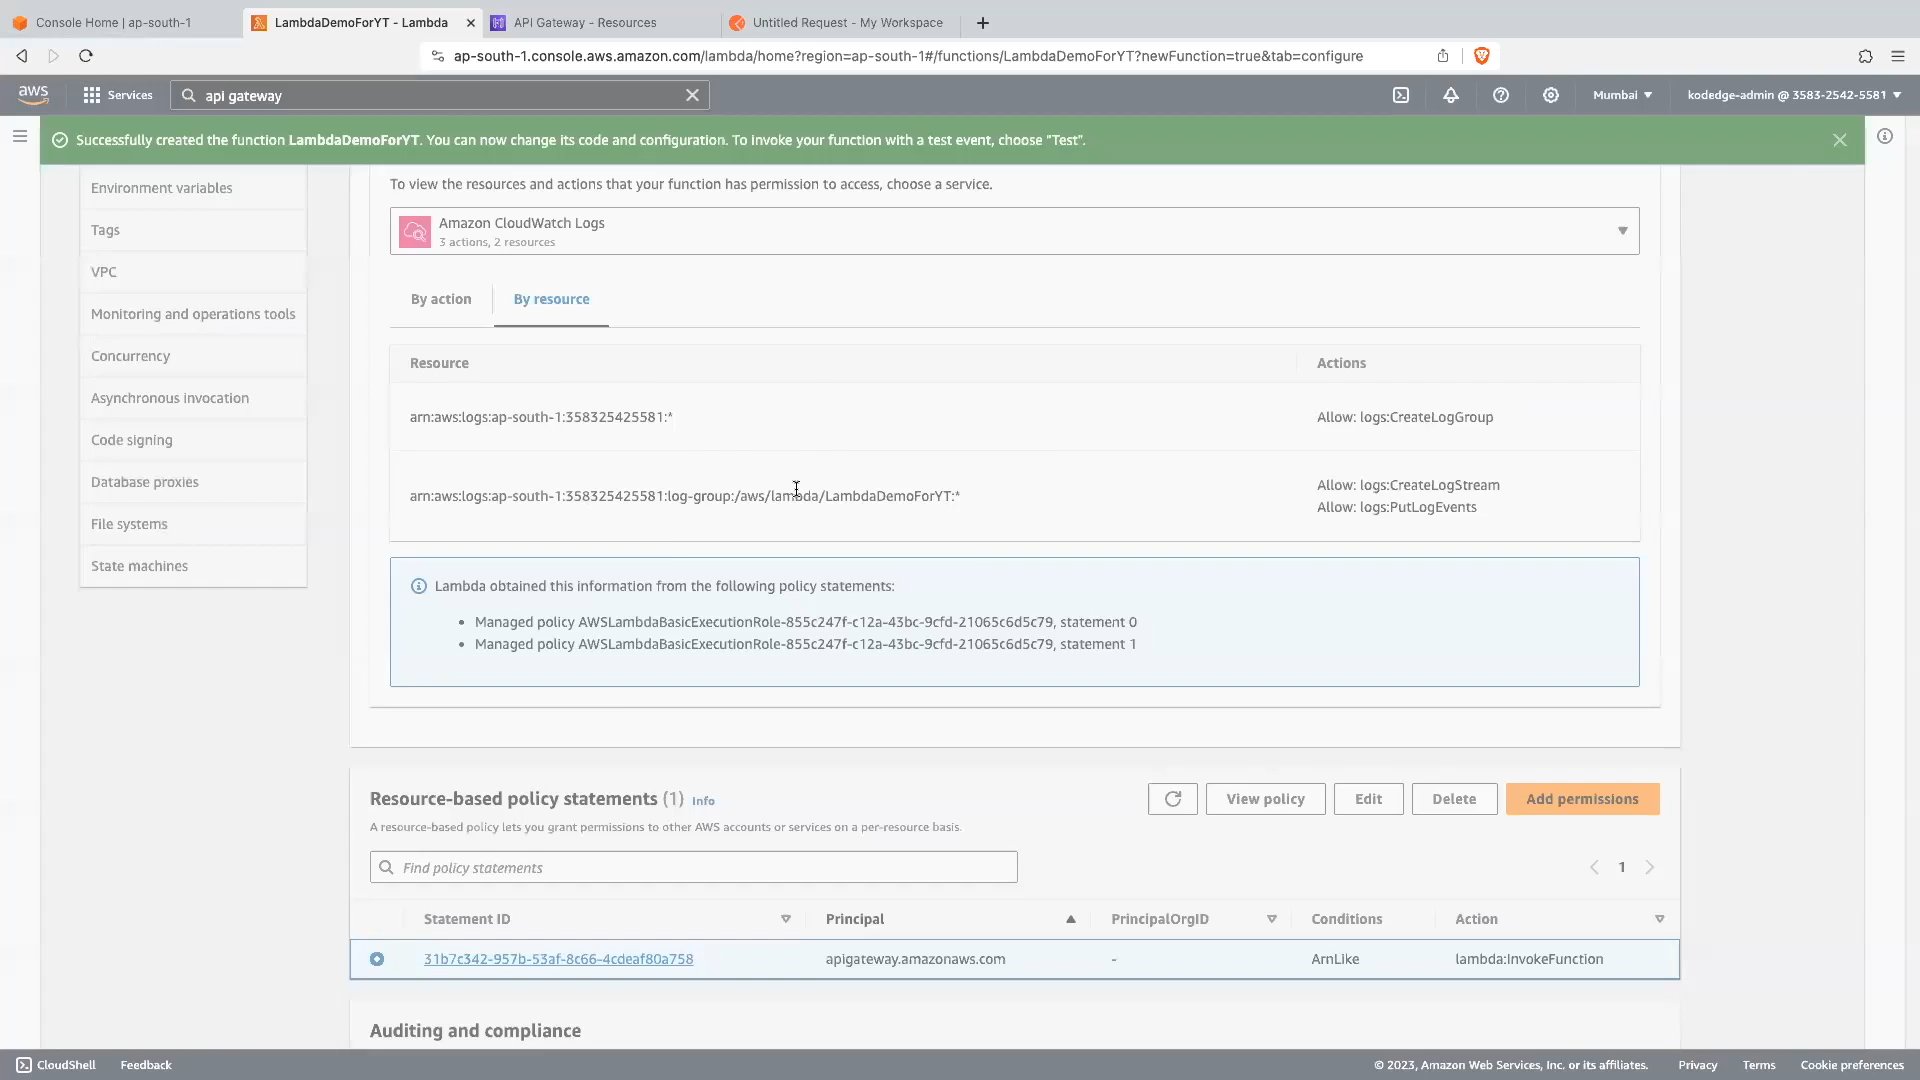 Console Home | ap-south-1
LambdaDemoForYT - Lambda
API Gateway - Resources
Untitled Request - My Workspace
ap-south-1.console.aws.amazon.com/lambda/home?region=ap-south-1#/functions/LambdaDemoForYT?newFunction=true&tab=configure
aws
Services
api gateway
Mumbai
kodedge-admin @ 3583-2542-5581
Successfully created the function LambdaDemoForYT. You can now change its code and configuration. To invoke your function with a test event, choose "Test".
Environment variables
Tags
VPC
Monitoring and operations tools
Concurrency
Asynchronous invocation
Code signing
Database proxies
File systems
State machines
To view the resources and actions that your function has permission to access, choose a service.
Amazon CloudWatch Logs
3 actions, 2 resources
By action
By resource
Resource
Actions
arn:aws:logs:ap-south-1:358325425581:*
Allow: logs:CreateLogGroup
arn:aws:logs:ap-south-1:358325425581:log-group:/aws/lambda/LambdaDemoForYT:*
Allow: logs:CreateLogStream
Allow: logs:PutLogEvents
Lambda obtained this information from the following policy statements:
• Managed policy AWSLambdaBasicExecutionRole-855c247f-c12a-43bc-9cfd-21065c6d5c79, statement 0
• Managed policy AWSLambdaBasicExecutionRole-855c247f-c12a-43bc-9cfd-21065c6d5c79, statement 1
Resource-based policy statements (1) Info
View policy
Edit
Delete
Add permissions
A resource-based policy lets you grant permissions to other AWS accounts or services on a per-resource basis.
Find policy statements
1
Statement ID
Principal
PrincipalOrgID
Conditions
Action
31b7c342-957b-53af-8c66-4cdeaf80a758
apigateway.amazonaws.com
-
ArnLike
lambda:InvokeFunction
Auditing and compliance
CloudShell
Feedback
© 2023, Amazon Web Services, Inc. or its affiliates.
Privacy
Terms
Cookie preferences